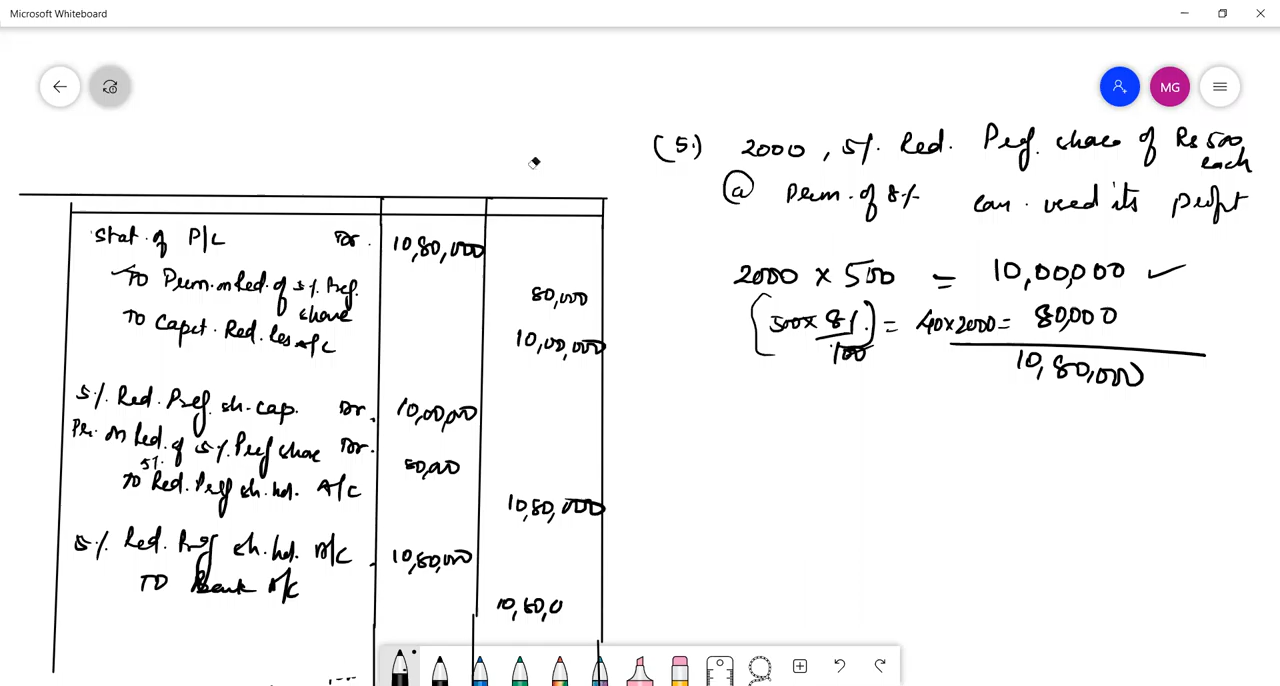 Microsoft Whiteboard
MG
(5.) 2000, 5%. Red. Pref. share of Rs 500 each
(a) Prem. of 8% com. used its profit
2000 × 500 = 10,00,000 ✓
[500 × 8%/100] = 40×2000 = 80,000
10,80,000
Stat. of P/L Dr. 10,80,000
To Prem. on Red. of 5%. Pref. share 80,000
To Capt. Red. Res A/c 10,00,000
5%. Red. Pref. sh. cap. Dr. 10,00,000
Pr. on Red. of 5%. Pref share Dr. 80,000
To 5%. Red. Pref sh. hd. A/c 10,80,000
5%. Red. Pref sh. hd. A/c. 10,80,000
TO Bank A/c
10,80,0